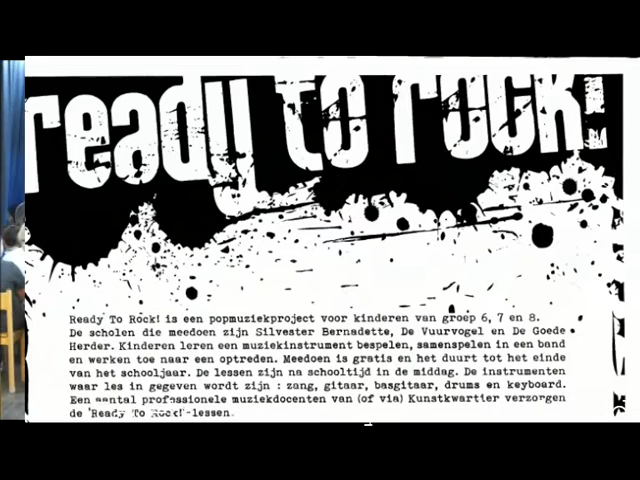 ready to rock!
Ready To Rock! is een popmuziekproject voor kinderen van groep 6, 7 en 8.
De scholen die meedoen zijn Silvester Bernadette, De Vuurvogel en De Goede
Herder. Kinderen leren een muziekinstrument bespelen, samenspelen in een band
en werken toe naar een optreden. Meedoen is gratis en het duurt tot het einde
van het schooljaar. De lessen zijn na schooltijd in de middag. De instrumenten
waar les in gegeven wordt zijn : zang, gitaar, basgitaar, drums en keyboard.
Een aantal professionele muziekdocenten van (of via) Kunstkwartier verzorgen
de 'Ready To Rock!'-lessen.